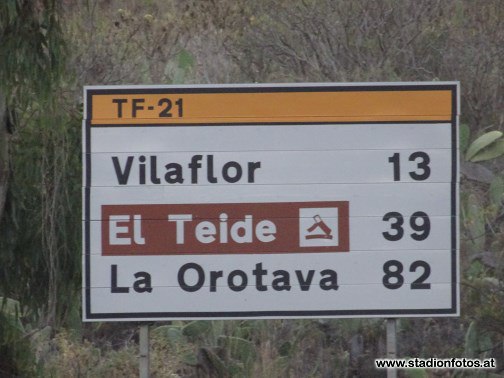 TF-21
Vilaflor 13
El Teide 39
La Orotava 82
www.stadionfotos.at